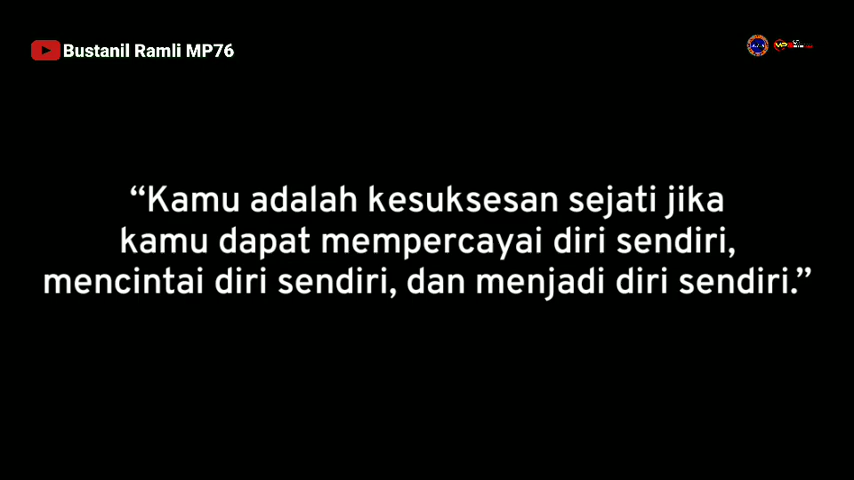 Bustanil Ramli MP76
“Kamu adalah kesuksesan sejati jika
kamu dapat mempercayai diri sendiri,
mencintai diri sendiri, dan menjadi diri sendiri.”